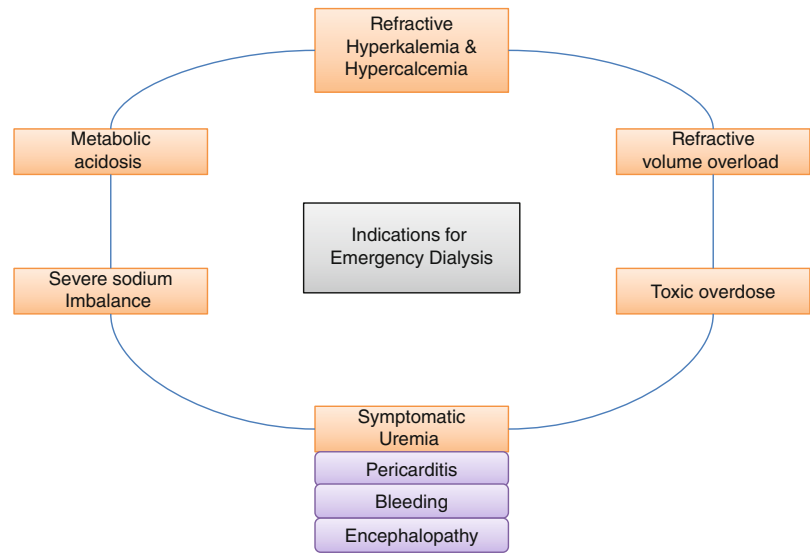 Refractive
Hyperkalemia &
Hypercalcemia
Metabolic
acidosis
Refractive
volume overload
Indications for
Emergency Dialysis
Severe sodium
Imbalance
Toxic overdose
Symptomatic
Uremia
Pericarditis
Bleeding
Encephalopathy